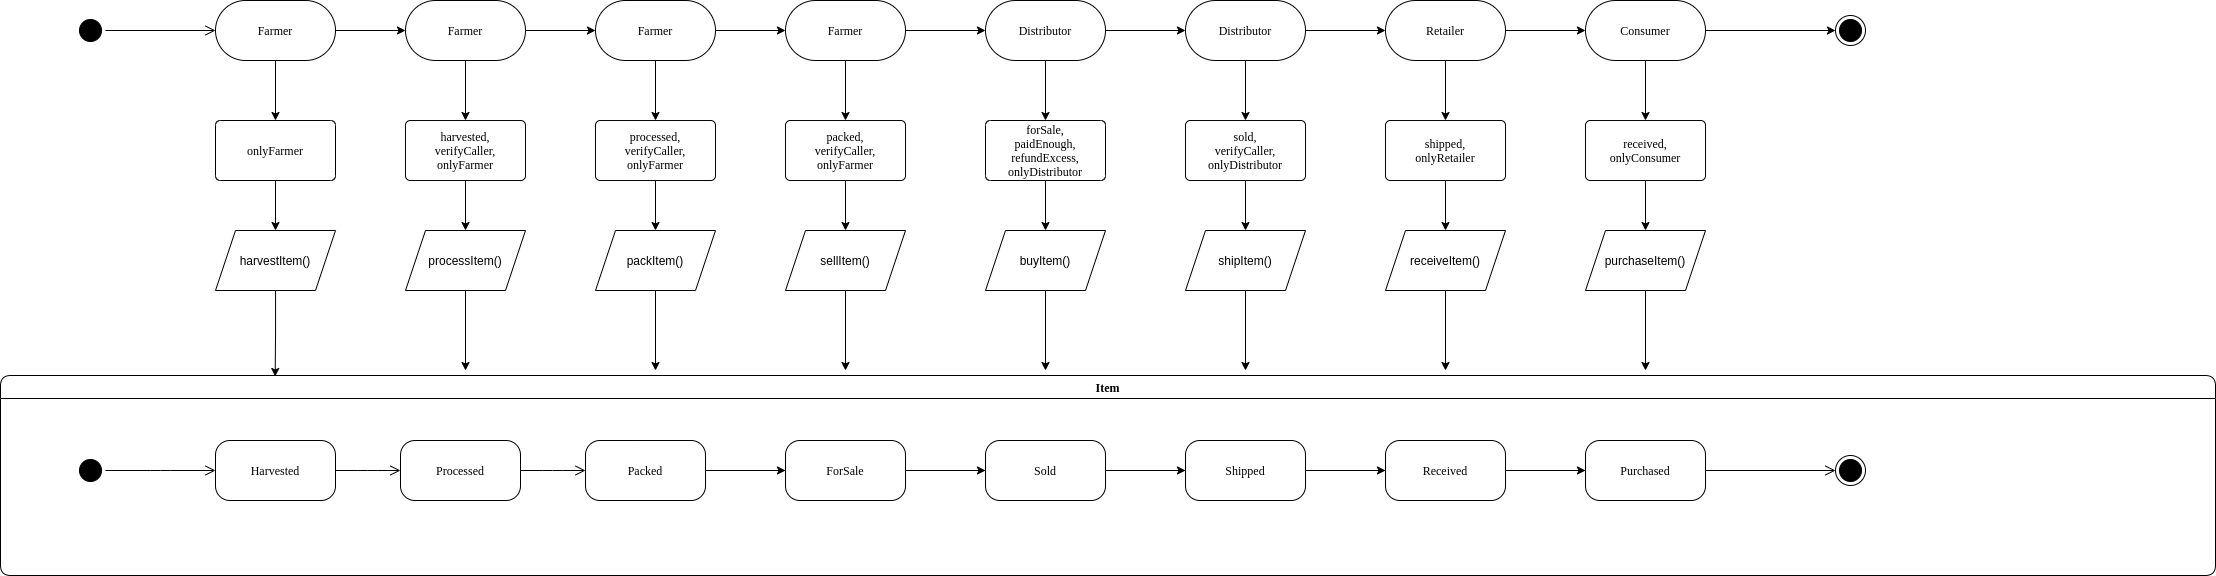 Farmer
Farmer
Farmer
Farmer
Distributor
Distributor
Retailer
Consumer
onlyFarmer
harvested,
verifyCaller,
onlyFarmer
processed,
verifyCaller,
onlyFarmer
packed,
verifyCaller,
onlyFarmer
forSale,
paidEnough,
refundExcess,
onlyDistributor
sold,
verifyCaller,
onlyDistributor
shipped,
onlyRetailer
received,
onlyConsumer
harvestItem()
processItem()
packItem()
sellItem()
buyItem()
shipItem()
receiveItem()
purchaseItem()
Item
Harvested
Processed
Packed
ForSale
Sold
Shipped
Received
Purchased